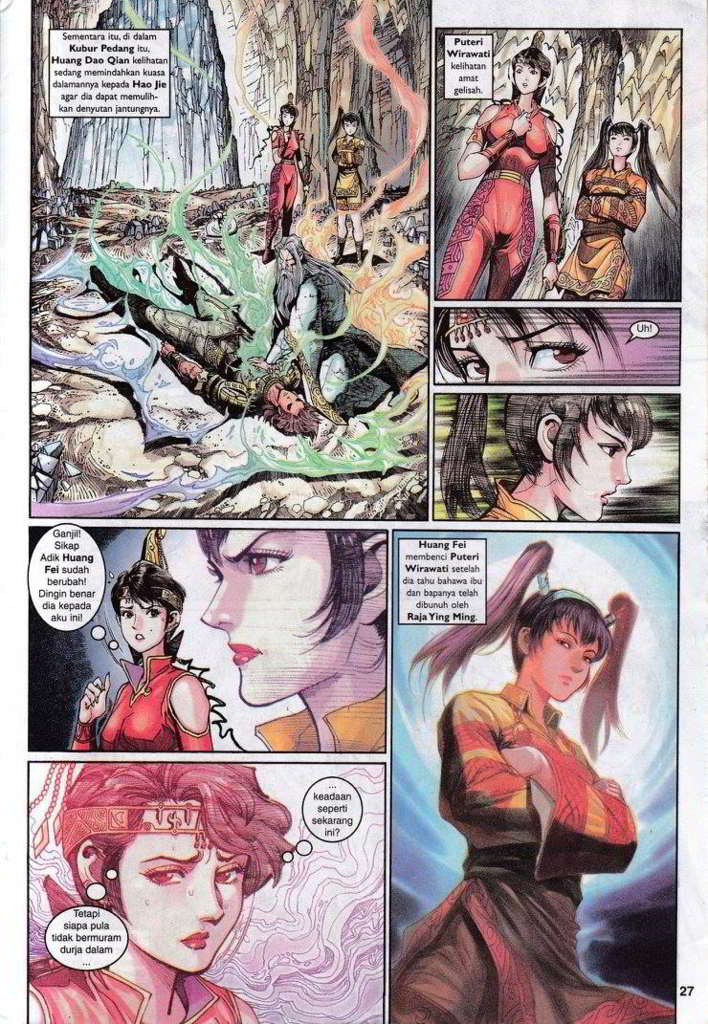 Sementara itu, di dalam
Kubur Pedang itu,
Huang Dao Qian kelihatan
sedang memindahkan kuasa
dalamannya kepada Hao Jie
agar dia dapat memulih-
kan denyutan jantungnya.
Puteri
Wirawati
kelihatan
amat
gelisah.
Uh!
Ganjil!
Sikap
Adik Huang
Fei sudah
berubah!
Dingin benar
dia kepada
aku ini!
Huang Fei
membenci Puteri
Wirawati setelah
dia tahu bahawa ibu
dan bapanya telah
dibunuh oleh
Raja Ying Ming.
Tetapi
siapa pula
tidak bermuram
durja dalam
...
...
keadaan
seperti
sekarang
ini?
27